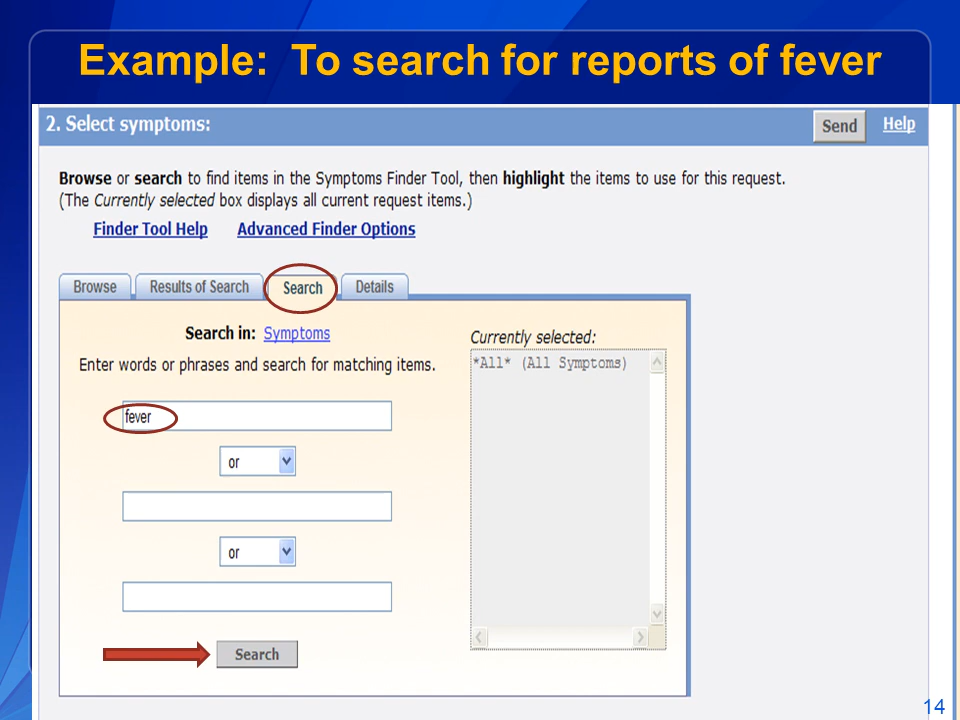 Example: To search for reports of fever
2. Select symptoms:
Send
Help
Browse or search to find items in the Symptoms Finder Tool, then highlight the items to use for this request.
(The Currently selected box displays all current request items.)
Finder Tool Help
Advanced Finder Options
Browse
Results of Search
Search
Details
Search in: Symptoms
Enter words or phrases and search for matching items.
fever
or
or
Search
Currently selected:
*All* (All Symptoms)
14